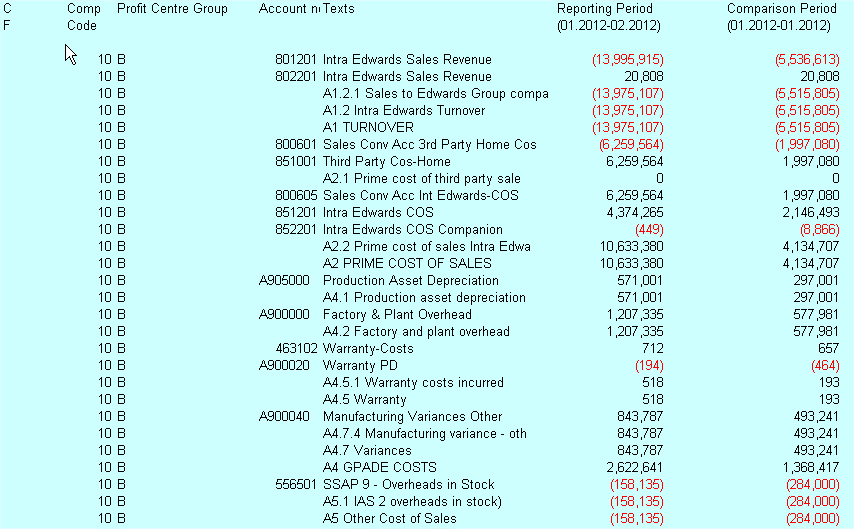 C Comp Profit Centre Group Account n Texts Reporting Period Comparison Period
F Code (01.2012-02.2012) (01.2012-01.2012)
10 B 801201 Intra Edwards Sales Revenue (13,995,915) (5,536,613)
10 B 802201 Intra Edwards Sales Revenue 20,808 20,808
10 B A1.2.1 Sales to Edwards Group compa (13,975,107) (5,515,805)
10 B A1.2 Intra Edwards Turnover (13,975,107) (5,515,805)
10 B A1 TURNOVER (13,975,107) (5,515,805)
10 B 800601 Sales Conv Acc 3rd Party Home Cos (6,259,564) (1,997,080)
10 B 851001 Third Party Cos-Home 6,259,564 1,997,080
10 B A2.1 Prime cost of third party sale 0 0
10 B 800605 Sales Conv Acc Int Edwards-COS 6,259,564 1,997,080
10 B 851201 Intra Edwards COS 4,374,265 2,146,493
10 B 852201 Intra Edwards COS Companion (449) (8,866)
10 B A2.2 Prime cost of sales Intra Edwa 10,633,380 4,134,707
10 B A2 PRIME COST OF SALES 10,633,380 4,134,707
10 B A905000 Production Asset Depreciation 571,001 297,001
10 B A4.1 Production asset depreciation 571,001 297,001
10 B A900000 Factory & Plant Overhead 1,207,335 577,981
10 B A4.2 Factory and plant overhead 1,207,335 577,981
10 B 463102 Warranty-Costs 712 657
10 B A900020 Warranty PD (194) (464)
10 B A4.5.1 Warranty costs incurred 518 193
10 B A4.5 Warranty 518 193
10 B A900040 Manufacturing Variances Other 843,787 493,241
10 B A4.7.4 Manufacturing variance - oth 843,787 493,241
10 B A4.7 Variances 843,787 493,241
10 B A4 GPADE COSTS 2,622,641 1,368,417
10 B 556501 SSAP 9 - Overheads in Stock (158,135) (284,000)
10 B A5.1 IAS 2 overheads in stock) (158,135) (284,000)
10 B A5 Other Cost of Sales (158,135) (284,000)